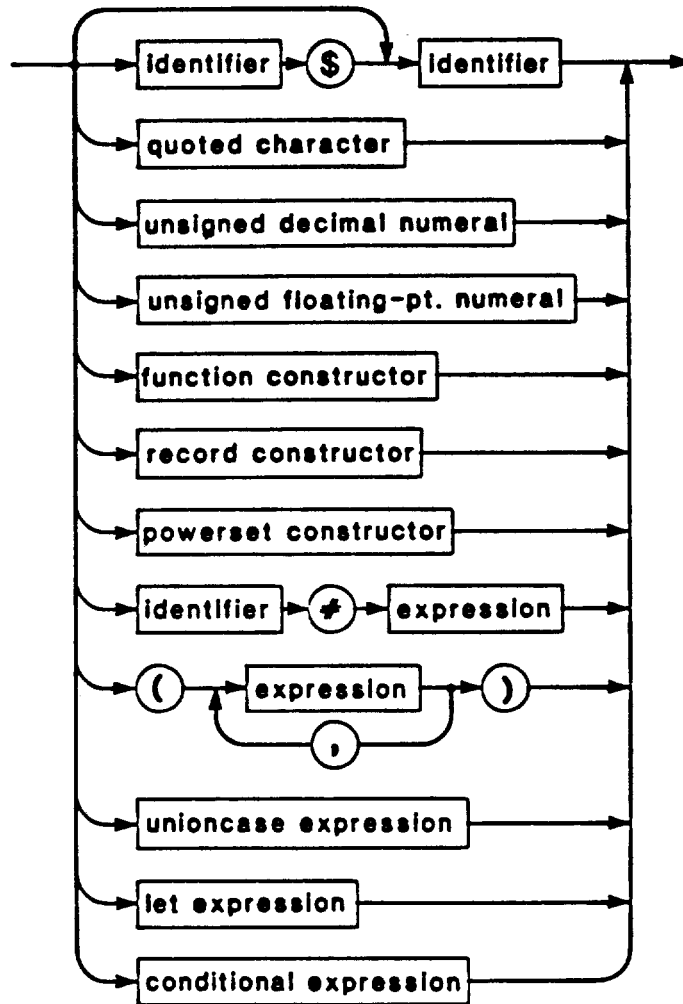 identifier $ identifier
quoted character
unsigned decimal numeral
unsigned floating-pt. numeral
function constructor
record constructor
powerset constructor
identifier # expression
( expression )
,
unioncase expression
let expression
conditional expression